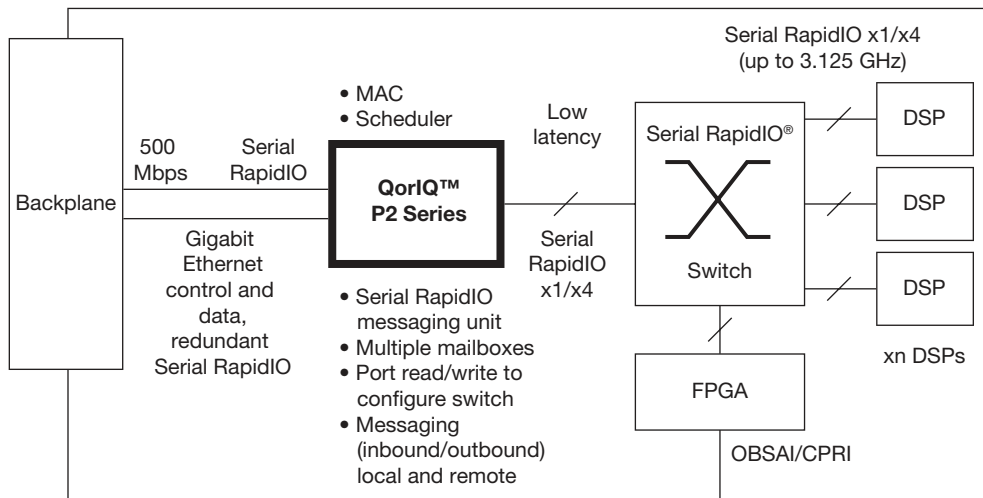 Serial RapidIO x1/x4
(up to 3.125 GHz)
• MAC
• Scheduler
Low
latency
Serial RapidIO®
DSP
500
Mbps
Serial
RapidIO
QorIQ™
P2 Series
Backplane
DSP
Gigabit
Ethernet
control and
data,
redundant
Serial RapidIO
Serial
RapidIO
x1/x4
Switch
DSP
• Serial RapidIO
messaging unit
• Multiple mailboxes
• Port read/write to
configure switch
• Messaging
(inbound/outbound)
local and remote
xn DSPs
FPGA
OBSAI/CPRI